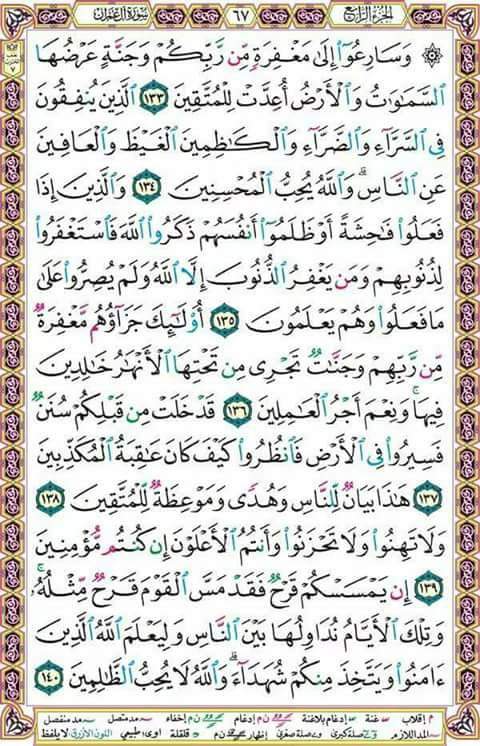 الجزء الرابع ٦٧ سورة آل عمران
۞ وَسَارِعُوٓا۟ إِلَىٰ مَغْفِرَةٍۢ مِّن رَّبِّكُمْ وَجَنَّةٍ عَرْضُهَا
ٱلسَّمَـٰوَٰتُ وَٱلْأَرْضُ أُعِدَّتْ لِلْمُتَّقِينَ ١٣٣ ٱلَّذِينَ يُنفِقُونَ
فِى ٱلسَّرَّآءِ وَٱلضَّرَّآءِ وَٱلْكَـٰظِمِينَ ٱلْغَيْظَ وَٱلْعَافِينَ
عَنِ ٱلنَّاسِ ۗ وَٱللَّهُ يُحِبُّ ٱلْمُحْسِنِينَ ١٣٤ وَٱلَّذِينَ إِذَا
فَعَلُوا۟ فَـٰحِشَةً أَوْ ظَلَمُوٓا۟ أَنفُسَهُمْ ذَكَرُوا۟ ٱللَّهَ فَٱسْتَغْفَرُوا۟
لِذُنُوبِهِمْ وَمَن يَغْفِرُ ٱلذُّنُوبَ إِلَّا ٱللَّهُ وَلَمْ يُصِرُّوا۟ عَلَىٰ
مَا فَعَلُوا۟ وَهُمْ يَعْلَمُونَ ١٣٥ أُو۟لَـٰٓئِكَ جَزَآؤُهُم مَّغْفِرَةٌۭ
مِّن رَّبِّهِمْ وَجَنَّـٰتٌۭ تَجْرِى مِن تَحْتِهَا ٱلْأَنْهَـٰرُ خَـٰلِدِينَ
فِيهَا ۚ وَنِعْمَ أَجْرُ ٱلْعَـٰمِلِينَ ١٣٦ قَدْ خَلَتْ مِن قَبْلِكُمْ سُنَنٌۭ
فَسِيرُوا۟ فِى ٱلْأَرْضِ فَٱنظُرُوا۟ كَيْفَ كَانَ عَـٰقِبَةُ ٱلْمُكَذِّبِينَ
١٣٧ هَـٰذَا بَيَانٌۭ لِّلنَّاسِ وَهُدًۭى وَمَوْعِظَةٌۭ لِّلْمُتَّقِينَ ١٣٨
وَلَا تَهِنُوا۟ وَلَا تَحْزَنُوا۟ وَأَنتُمُ ٱلْأَعْلَوْنَ إِن كُنتُم مُّؤْمِنِينَ
١٣٩ إِن يَمْسَسْكُمْ قَرْحٌۭ فَقَدْ مَسَّ ٱلْقَوْمَ قَرْحٌۭ مِّثْلُهُۥ ۚ
وَتِلْكَ ٱلْأَيَّامُ نُدَاوِلُهَا بَيْنَ ٱلنَّاسِ وَلِيَعْلَمَ ٱللَّهُ ٱلَّذِينَ
ءَامَنُوا۟ وَيَتَّخِذَ مِنكُمْ شُهَدَآءَ ۗ وَٱللَّهُ لَا يُحِبُّ ٱلظَّـٰلِمِينَ ١٤٠
م إقلاب غنة إدغام بلاغنة ن م إدغام ن م إخفاء مد متصل مد منفصل
المد اللازم صلة كبرى صلة صغرى إظهار ن م قلقلة طبيعي اللون الأزرق لا يلفظ